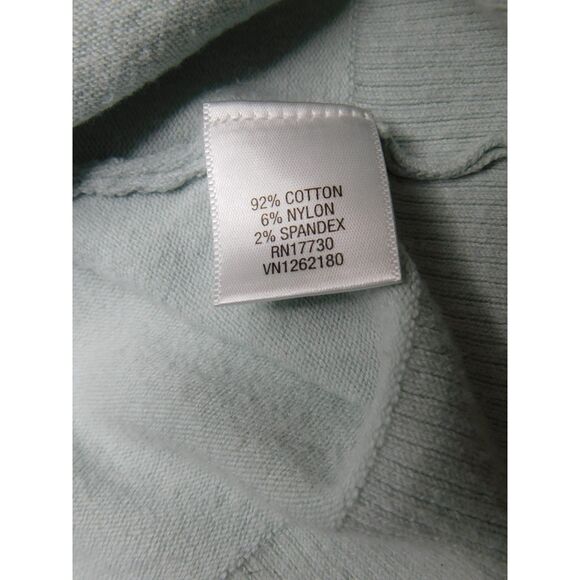 92% COTTON
6% NYLON
2% SPANDEX
RN17730
VN1262180